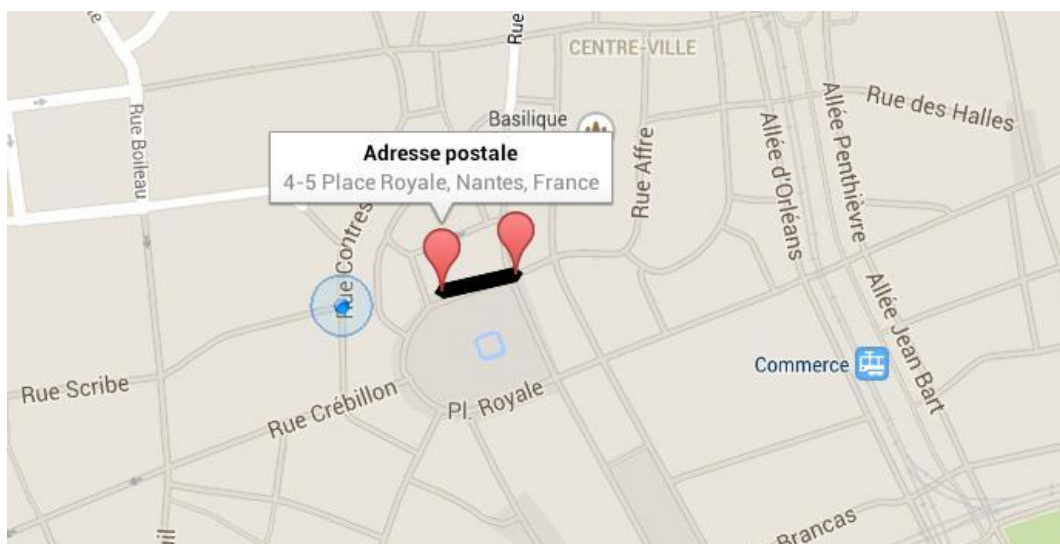 Rue
CENTRE-VILLE
Rue des Halles
Rue Boileau
Basilique
Allée d'Orléans
Allée Penthièvre
Adresse postale
4-5 Place Royale, Nantes, France
Rue Affre
Rue Contres
Allée Jean Bart
Commerce
Rue Scribe
Rue Crébillon
Pl. Royale
Brancas